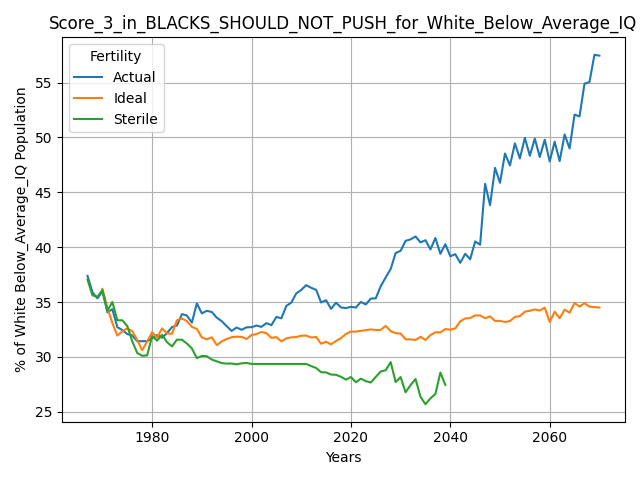 Score_3_in_BLACKS_SHOULD_NOT_PUSH_for_White_Below_Average_IQ
Fertility
Actual
Ideal
Sterile
% of White Below_Average_IQ Population
55
50
45
40
35
30
25
1980
2000
2020
2040
2060
Years